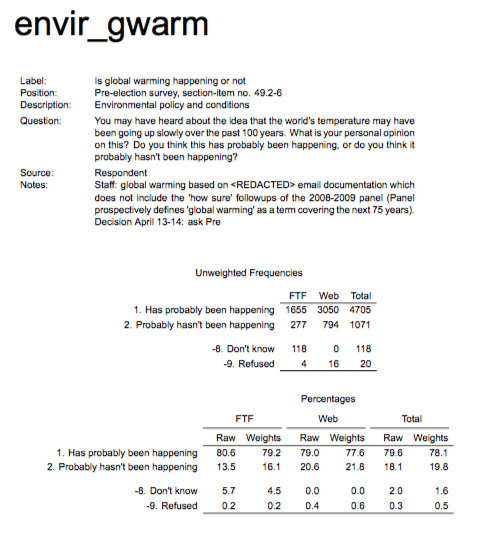 envir_gwarm
Label: Is global warming happening or not
Position: Pre-election survey, section-item no. 49.2-6
Description: Environmental policy and conditions
Question: You may have heard about the idea that the world's temperature may have
been going up slowly over the past 100 years. What is your personal opinion
on this? Do you think this has probably been happening, or do you think it
probably hasn't been happening?
Source: Respondent
Notes: Staff: global warming based on <REDACTED> email documentation which
does not include the 'how sure' followups of the 2008-2009 panel (Panel
prospectively defines 'global warming' as a term covering the next 75 years).
Decision April 13-14: ask Pre
Unweighted Frequencies
FTF Web Total
1. Has probably been happening 1655 3050 4705
2. Probably hasn't been happening 277 794 1071
-8. Don't know 118 0 118
-9. Refused 4 16 20
Percentages
FTF Web Total
Raw Weights Raw Weights Raw Weights
1. Has probably been happening 80.6 79.2 79.0 77.6 79.6 78.1
2. Probably hasn't been happening 13.5 16.1 20.6 21.8 18.1 19.8
-8. Don't know 5.7 4.5 0.0 0.0 2.0 1.6
-9. Refused 0.2 0.2 0.4 0.6 0.3 0.5